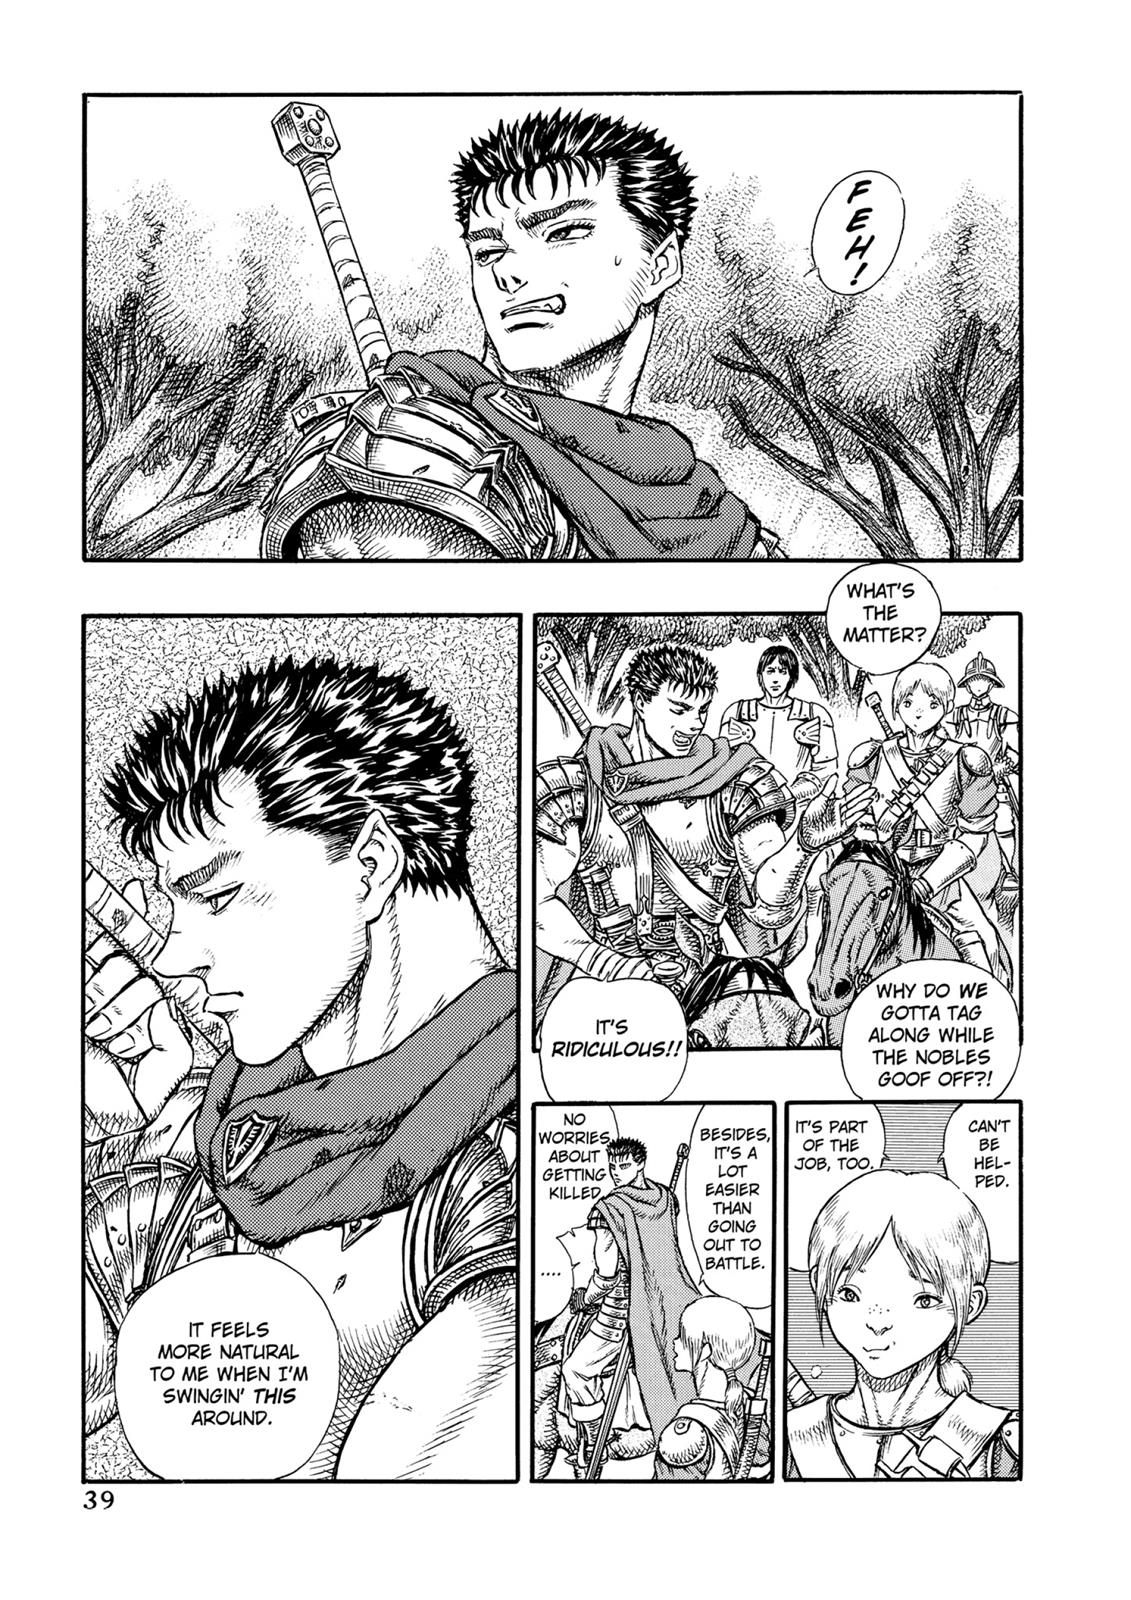 FEH!
WHAT'S
THE
MATTER?
IT'S
RIDICULOUS!!
WHY DO WE
GOTTA TAG
ALONG WHILE
THE NOBLES
GOOF OFF?!
CAN'T
BE
HEL-
PED.
IT'S PART
OF THE
JOB, TOO.
BESIDES,
IT'S A
LOT
EASIER
THAN
GOING
OUT TO
BATTLE.
NO
WORRIES
ABOUT
GETTING
KILLED.
....
IT FEELS
MORE NATURAL
TO ME WHEN I'M
SWINGIN' THIS
AROUND.
39